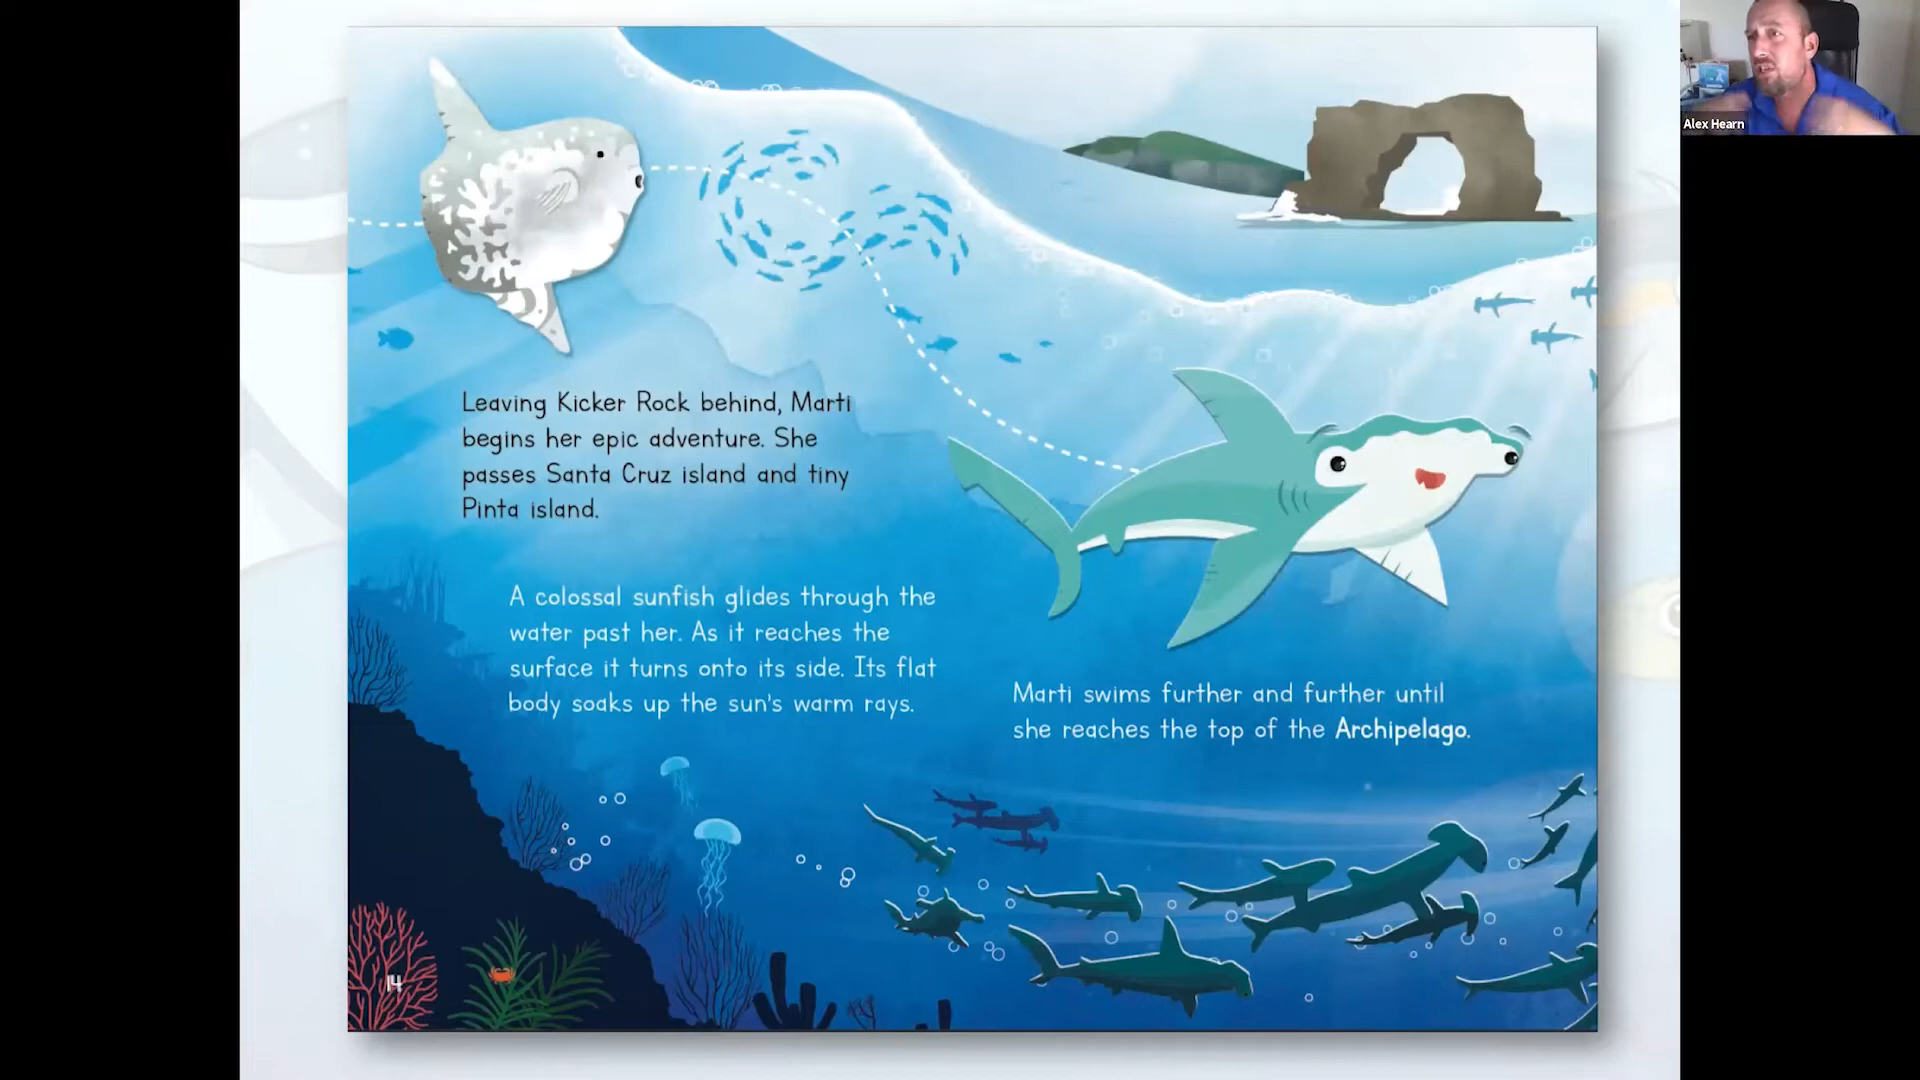 Alex Hearn
Leaving Kicker Rock behind, Marti
begins her epic adventure. She
passes Santa Cruz island and tiny
Pinta island.
A colossal sunfish glides through the
water past her. As it reaches the
surface it turns onto its side. Its flat
body soaks up the sun's warm rays.
Marti swims further and further until
she reaches the top of the Archipelago.
14